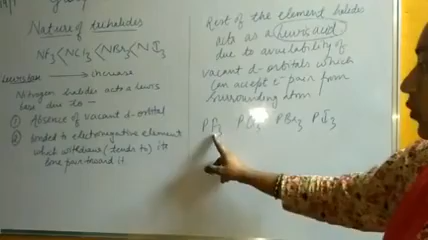 Nature of trihalides
NF3 < NCl3 < NBr3 < NI3
Lewis base → increase
Nitrogen halides acts a lewis
base due to —
① Absence of vacant d-orbital
② bonded to electronegative element
which withdraws (tends to) its
lone pair toward it.
Rest of the element halides
acts as a Lewis acid
due to availability of
vacant d-orbitals which
can accept e- pair from
surrounding atom
PF3 PCl3 PBr3 PI3